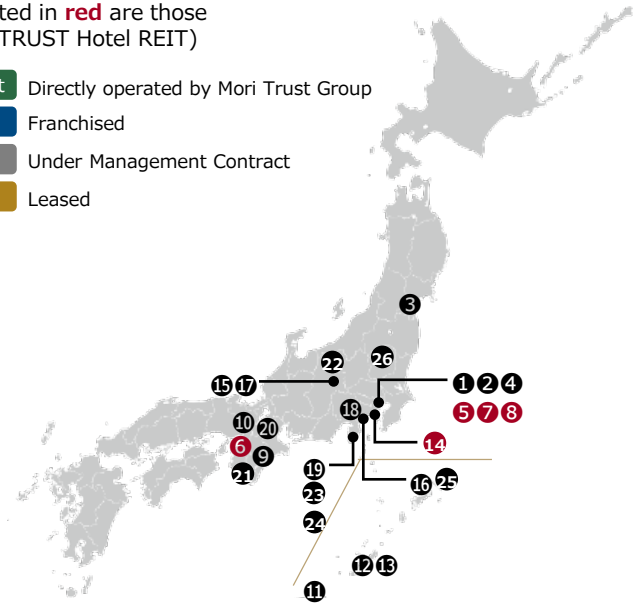 ted in red are those
TRUST Hotel REIT)
t Directly operated by Mori Trust Group
Franchised
Under Management Contract
Leased
3
22
26
15 17
1 2 4
18
5 7 8
10
20
6
14
9
21
19
16 25
23
24
12 13
11